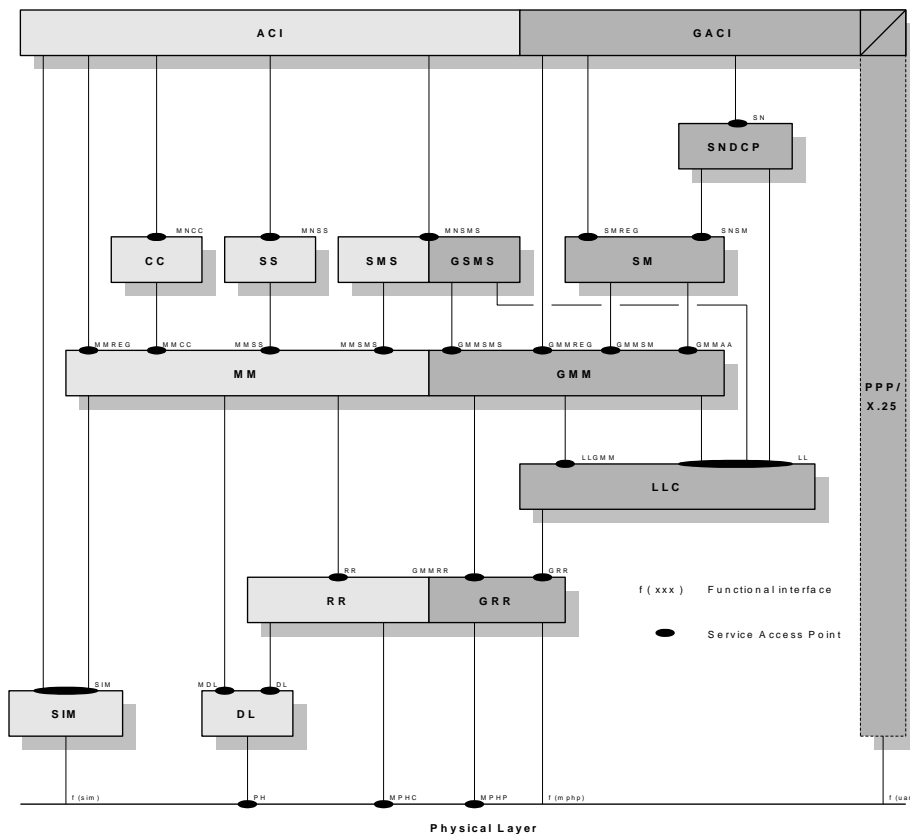 ACI
GACI
SN
SNDCP
MNCC
MNSS
MNSMS
SMREG
SNSM
CC
SS
SMS
GSMS
SM
MMREG
MMCC
MMSS
MMSMS
GMMSMS
GMMREG
GMMSM
GMMAA
MM
GMM
PPP/
X.25
LLGMM
LL
LLC
RR
GMMRR
GRR
RR
GRR
f(xxx) Functional interface
Service Access Point
SIM
MDL
DL
SIM
DL
f(sim)
PH
MPHC
MPHP
f(mphp)
f(uar
Physical Layer